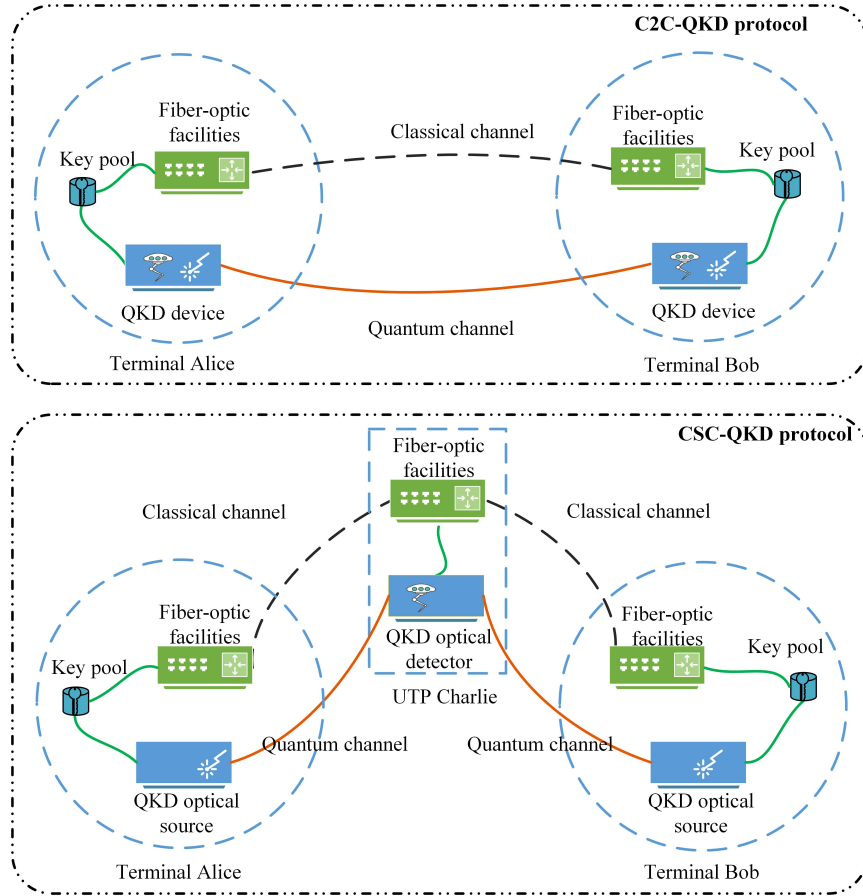 C2C-QKD protocol
Fiber-optic
facilities
Classical channel
Fiber-optic
facilities
Key pool
Key pool
QKD device
QKD device
Quantum channel
Terminal Alice
Terminal Bob
CSC-QKD protocol
Fiber-optic
facilities
Classical channel
Classical channel
QKD optical
detector
UTP Charlie
Fiber-optic
facilities
Fiber-optic
facilities
Key pool
Key pool
Quantum channel
Quantum channel
QKD optical
source
QKD optical
source
Terminal Alice
Terminal Bob